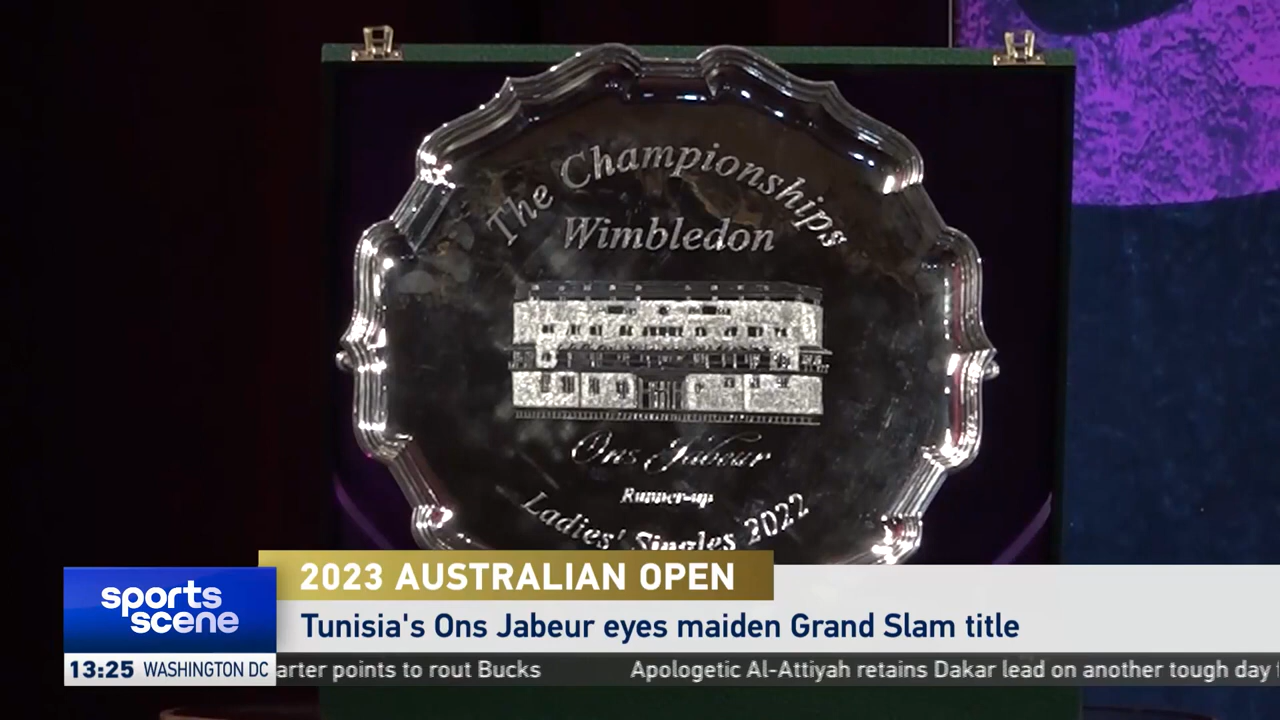 The Championships
Wimbledon
Ons Jabeur
Runner-up
Ladies' Singles 2022
2023 AUSTRALIAN OPEN
Tunisia's Ons Jabeur eyes maiden Grand Slam title
sports
scene
13:25 WASHINGTON DC
arter points to rout Bucks Apologetic Al-Attiyah retains Dakar lead on another tough day